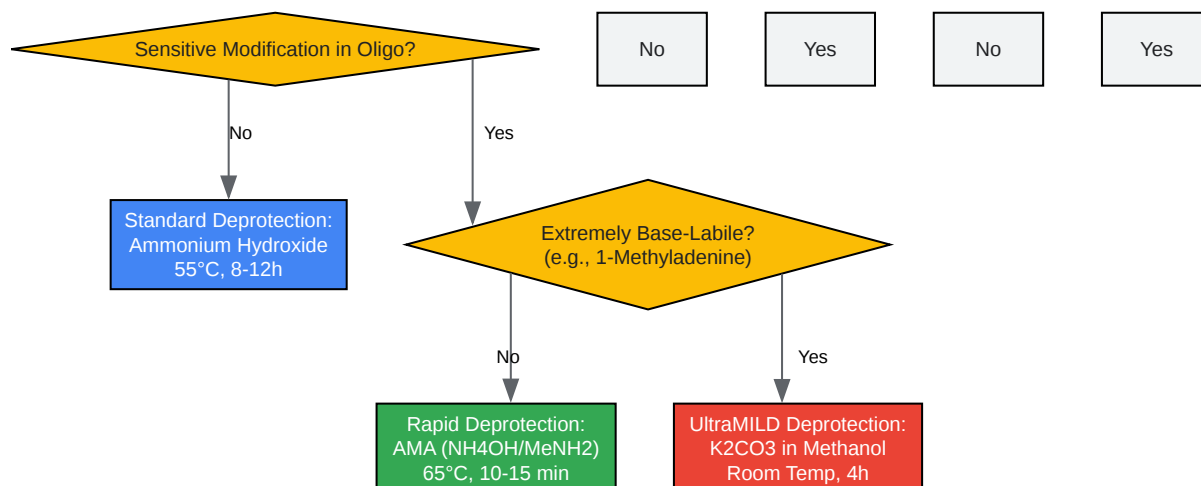 Sensitive Modification in Oligo?
No
Yes
No
Yes
No
Yes
Standard Deprotection:
Ammonium Hydroxide
55°C, 8-12h
Extremely Base-Labile?
(e.g., 1-Methyladenine)
No
Yes
Rapid Deprotection:
AMA (NH4OH/MeNH2)
65°C, 10-15 min
UltraMILD Deprotection:
K2CO3 in Methanol
Room Temp, 4h